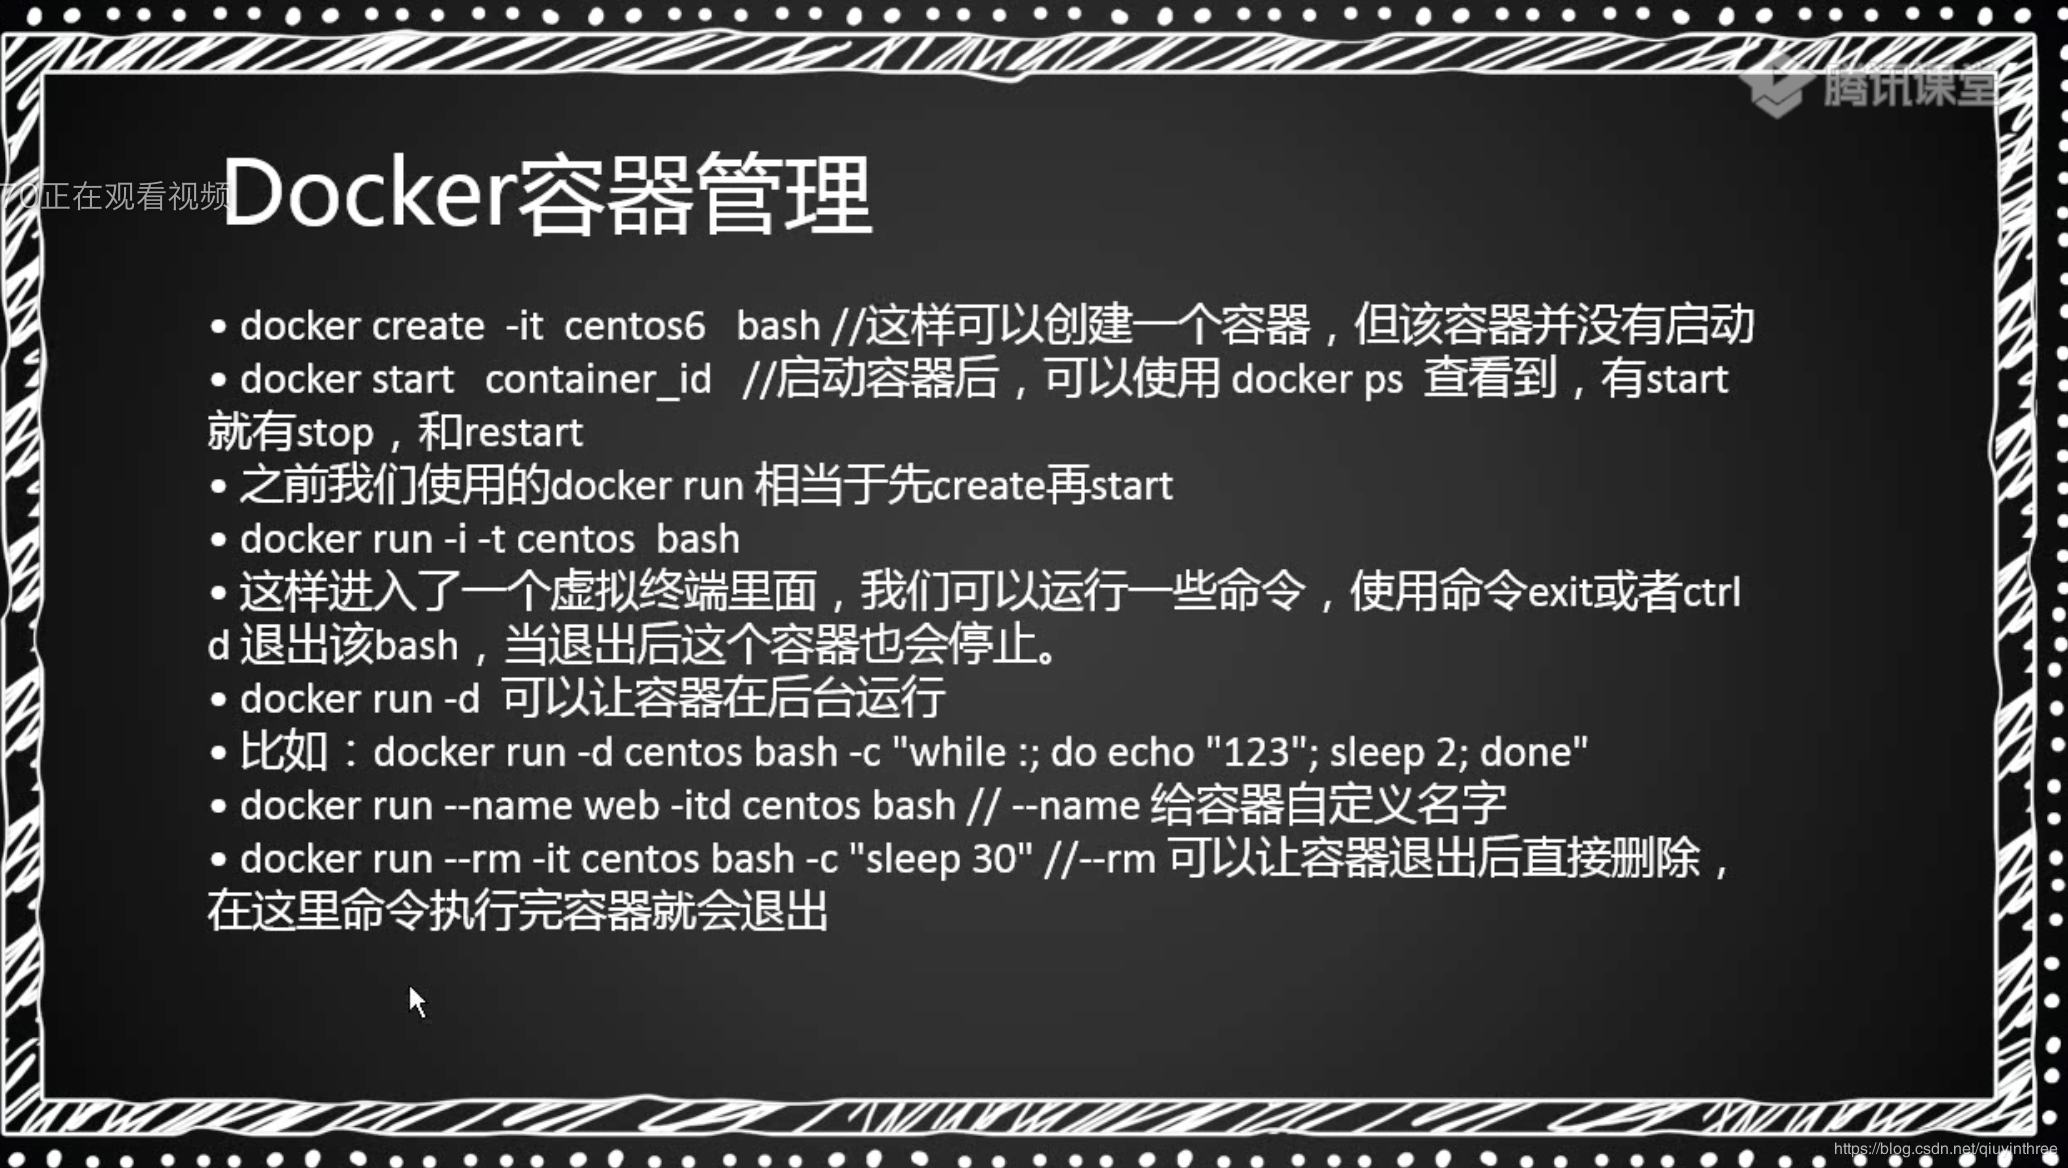 腾讯课堂
Docker容器管理
70正在观看视频
• docker create -it centos6 bash //这样可以创建一个容器，但该容器并没有启动
• docker start container_id //启动容器后，可以使用 docker ps 查看到，有start
就有stop，和restart
• 之前我们使用的docker run 相当于先create再start
• docker run -i -t centos bash
• 这样进入了一个虚拟终端里面，我们可以运行一些命令，使用命令exit或者ctrl
d 退出该bash，当退出后这个容器也会停止。
• docker run -d 可以让容器在后台运行
• 比如：docker run -d centos bash -c "while :; do echo "123"; sleep 2; done"
• docker run --name web -itd centos bash // --name 给容器自定义名字
• docker run --rm -it centos bash -c "sleep 30" //--rm 可以让容器退出后直接删除，
在这里命令执行完容器就会退出
https://blog.csdn.net/qiuyinthree